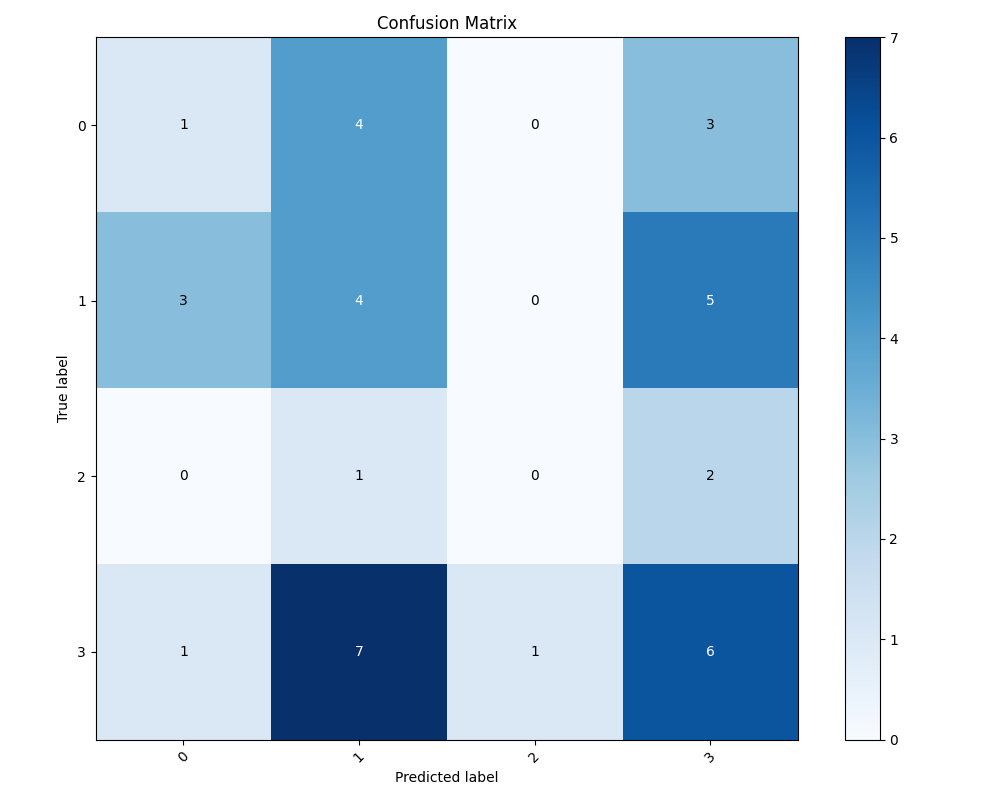 Confusion Matrix
0 1 4 0 3
1 3 4 0 5
2 0 1 0 2
3 1 7 1 6
0 1 2 3
Predicted label
True label
7
6
5
4
3
2
1
0